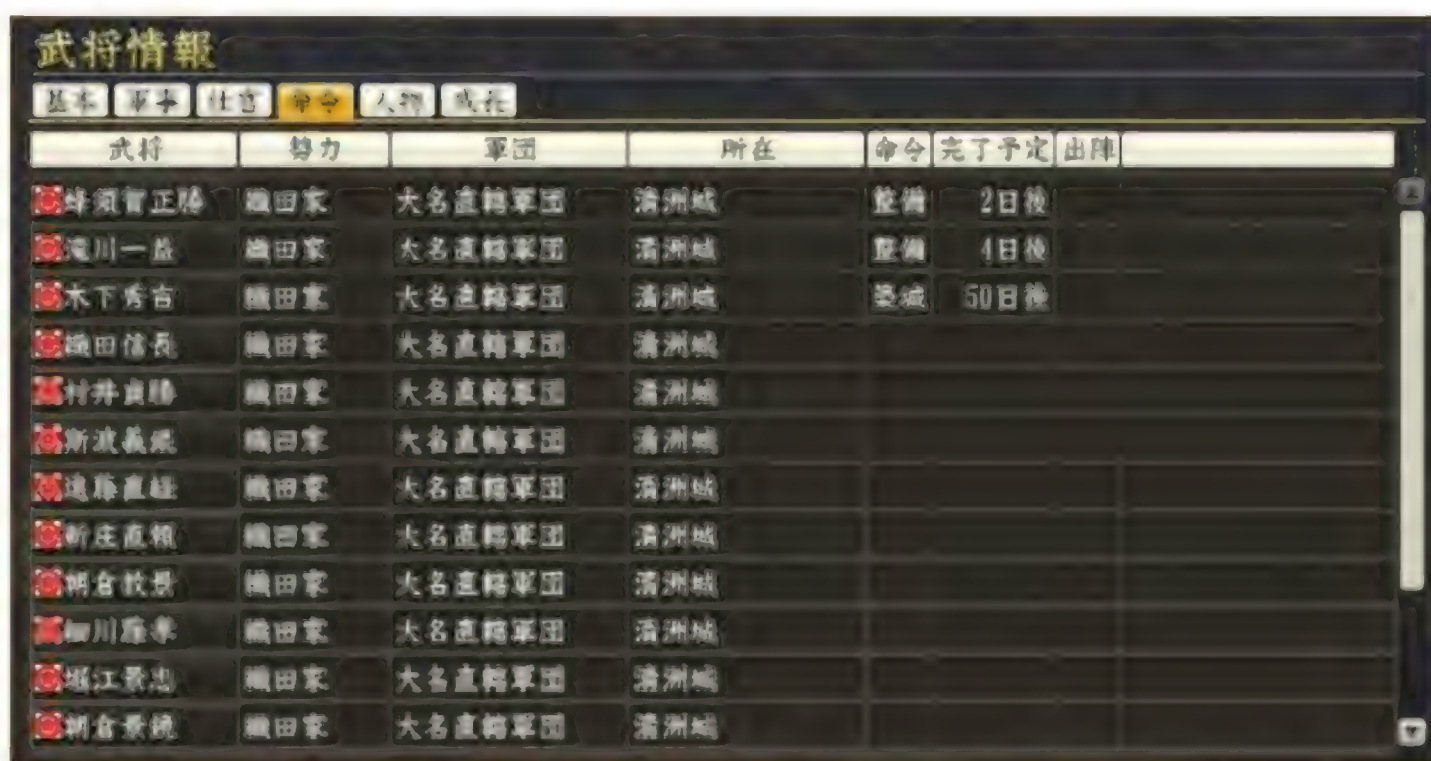 武将情報
基本 軍事 仕官 命令 人物
武将 勢力 軍団 所在 命令 完了予定 出陣
蜂須賀正勝 織田家 大名直轄軍団 清洲城 整備 2日後
滝川一益 織田家 大名直轄軍団 清洲城 整備 4日後
木下秀吉 織田家 大名直轄軍団 清洲城 築城 50日後
織田信長 織田家 大名直轄軍団 清洲城
村井貞勝 織田家 大名直轄軍団 清洲城
織田家 大名直轄軍団 清洲城
遠藤直経 織田家 大名直轄軍団 清洲城
新庄直頼 織田家 大名直轄軍団 清洲城
織田家 大名直轄軍団 清洲城
細川藤孝 織田家 大名直轄軍団 清洲城
堀江景忠 織田家 大名直轄軍団 清洲城
朝倉景鏡 織田家 大名直轄軍団 清洲城